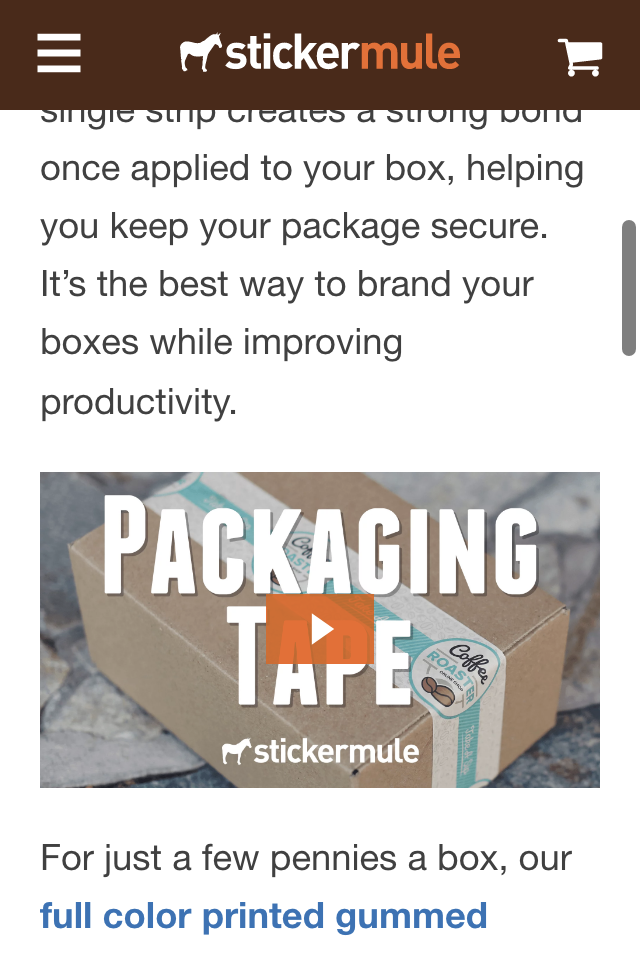 stickermule
single strip creates a strong bond
once applied to your box, helping
you keep your package secure.
It’s the best way to brand your
boxes while improving
productivity.
PACKAGING
TAPE
Coffee
ROASTER
stickermule
For just a few pennies a box, our
full color printed gummed